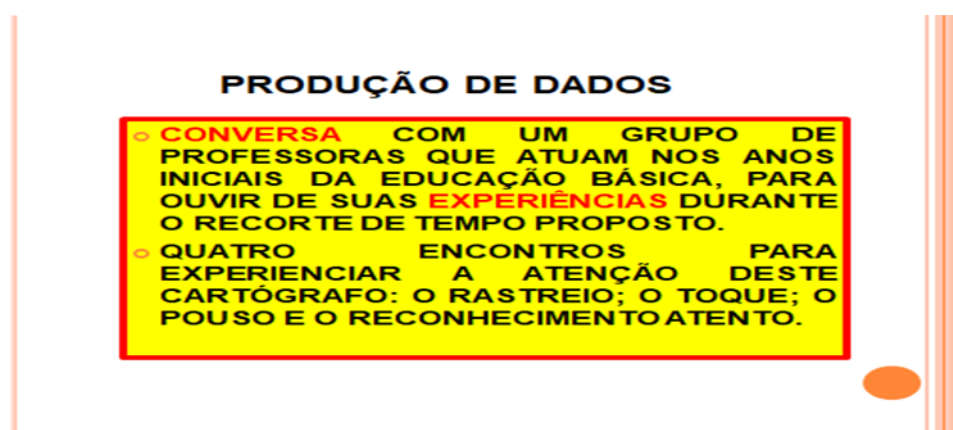 PRODUÇÃO DE DADOS
CONVERSA COM UM GRUPO DE
PROFESSORAS QUE ATUAM NOS ANOS
INICIAIS DA EDUCAÇÃO BÁSICA, PARA
OUVIR DE SUAS EXPERIÊNCIAS DURANTE
O RECORTE DE TEMPO PROPOSTO.
QUATRO ENCONTROS PARA
EXPERIENCIAR A ATENÇÃO DESTE
CARTÓGRAFO: O RASTREIO; O TOQUE; O
POUSO E O RECONHECIMENTO ATENTO.